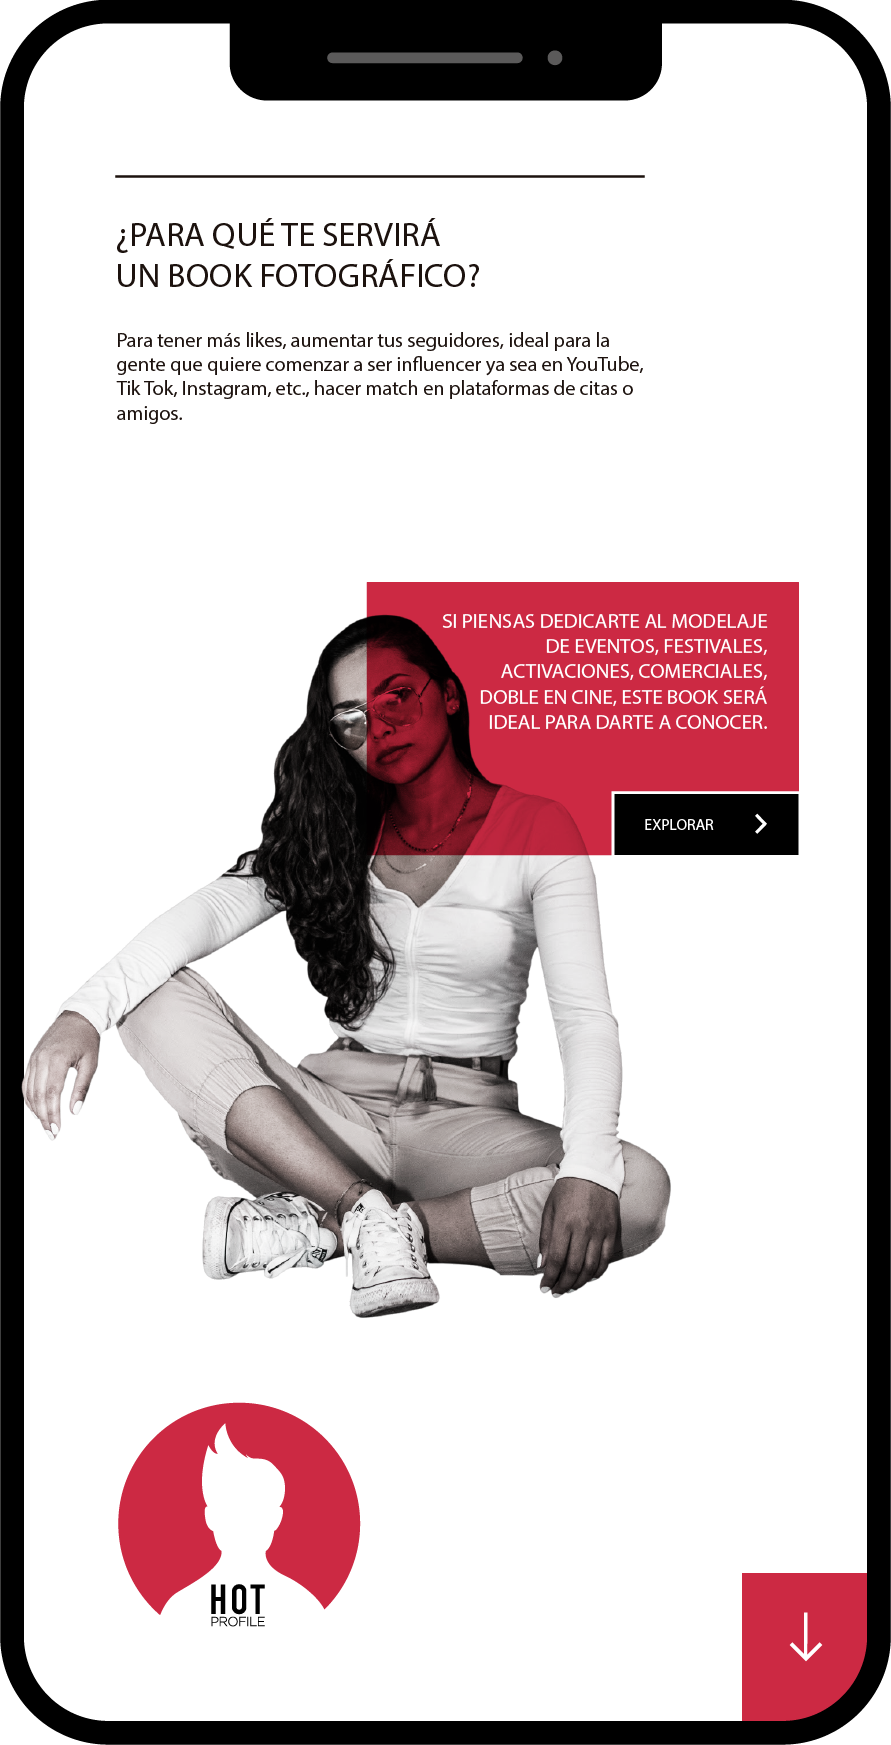 ¿PARA QUÉ TE SERVIRÁ
UN BOOK FOTOGRÁFICO?
Para tener más likes, aumentar tus seguidores, ideal para la
gente que quiere comenzar a ser influencer ya sea en YouTube,
Tik Tok, Instagram, etc., hacer match en plataformas de citas o
amigos.
SI PIENSAS DEDICARTE AL MODELAJE
DE EVENTOS, FESTIVALES,
ACTIVACIONES, COMERCIALES,
DOBLE EN CINE, ESTE BOOK SERÁ
IDEAL PARA DARTE A CONOCER.
EXPLORAR
HOT
PROFILE